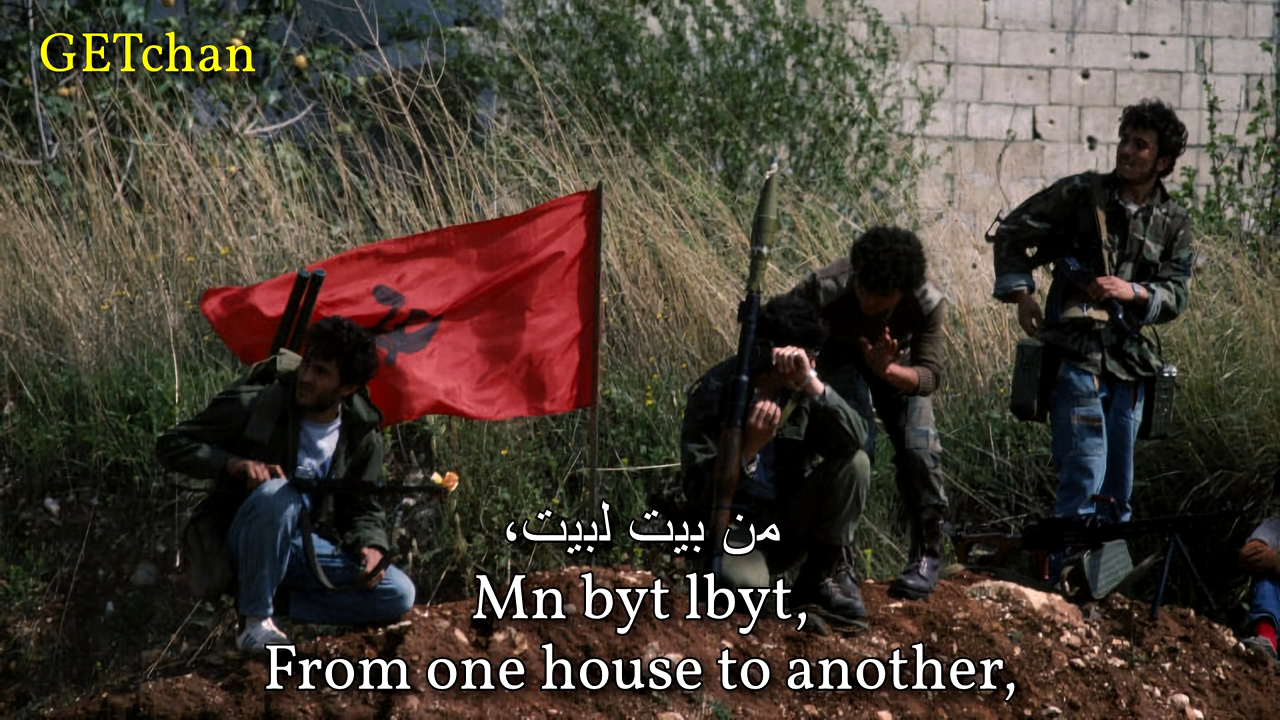 GETchan
من بيت لبيت،
Mn byt lbyt,
From one house to another,